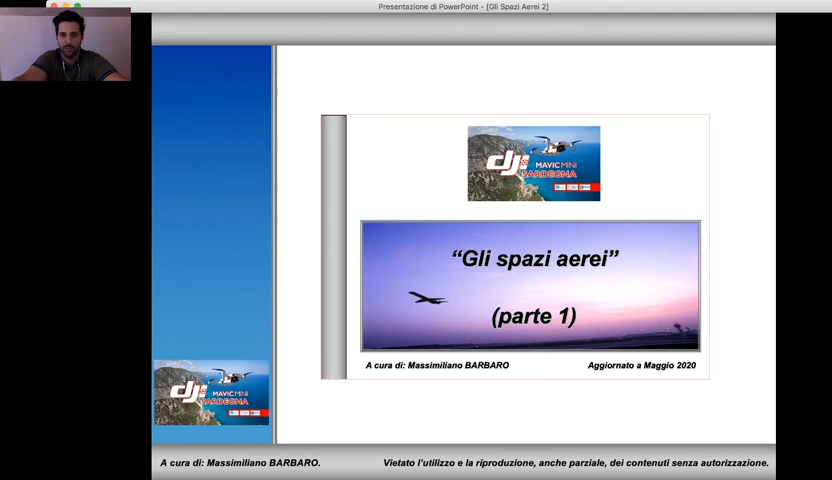 Presentazione di PowerPoint - [Gli Spazi Aerei 2]
dji
MAVIC MINI
SARDEGNA
“Gli spazi aerei”
(parte 1)
A cura di: Massimiliano BARBARO
Aggiornato a Maggio 2020
dji
MAVIC MINI
SARDEGNA
A cura di: Massimiliano BARBARO.
Vietato l’utilizzo e la riproduzione, anche parziale, dei contenuti senza autorizzazione.